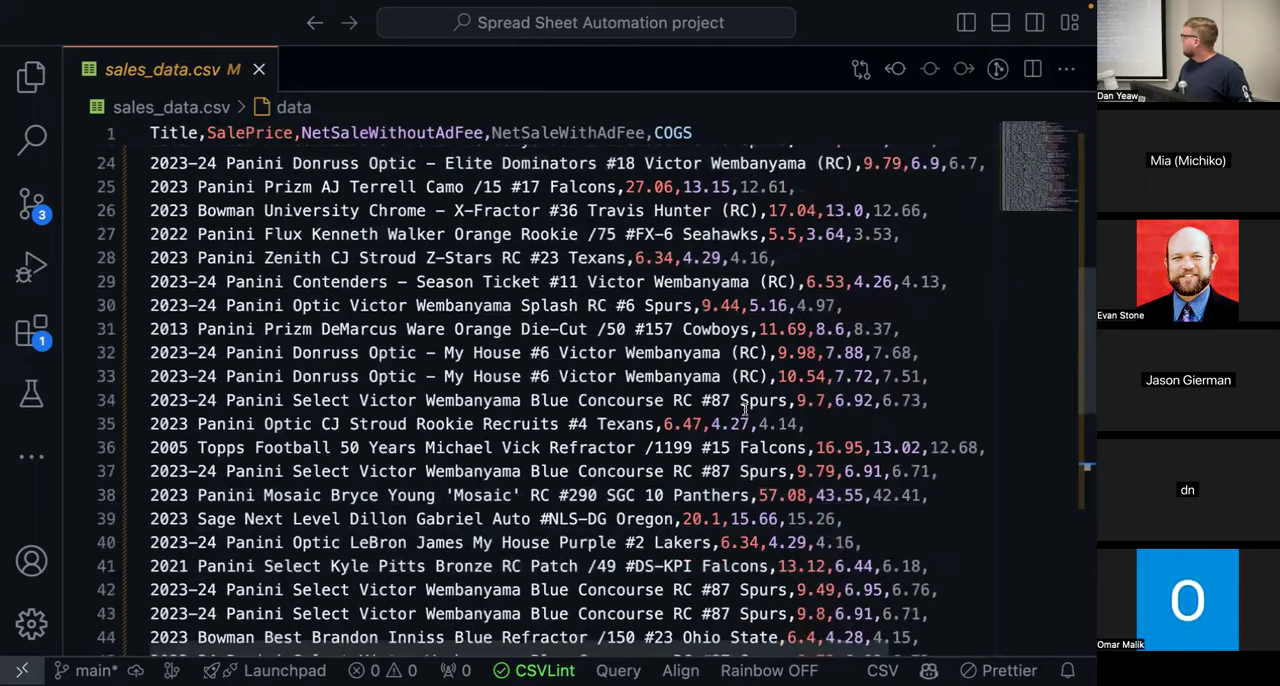 Spread Sheet Automation project
sales_data.csv M
sales_data.csv > data
1 Title,SalePrice,NetSaleWithoutAdFee,NetSaleWithAdFee,COGS
24 2023-24 Panini Donruss Optic - Elite Dominators #18 Victor Wembanyama (RC),9.79,6.9,6.7,
25 2023 Panini Prizm AJ Terrell Camo /15 #17 Falcons,27.06,13.15,12.61,
26 2023 Bowman University Chrome - X-Fractor #36 Travis Hunter (RC),17.04,13.0,12.66,
27 2022 Panini Flux Kenneth Walker Orange Rookie /75 #FX-6 Seahawks,5.5,3.64,3.53,
28 2023 Panini Zenith CJ Stroud Z-Stars RC #23 Texans,6.34,4.29,4.16,
29 2023 Panini Contenders - Season Ticket #11 Victor Wembanyama (RC),6.53,4.26,4.13,
30 2023 Panini Optic Victor Wembanyama Splash RC #6 Spurs,9.44,5.16,4.97,
31 2013 Panini Prizm DeMarcus Ware Orange Die-Cut /50 #157 Cowboys,11.69,8.6,8.37,
32 2023-24 Panini Donruss Optic - My House #6 Victor Wembanyama (RC),9.98,7.88,7.68,
33 2023-24 Panini Donruss Optic - My House #6 Victor Wembanyama (RC),10.54,7.72,7.51,
34 2023-24 Panini Select Victor Wembanyama Blue Concourse RC #87 Spurs,9.7,6.92,6.73,
35 2023 Panini Optic CJ Stroud Rookie Recruits #4 Texans,6.47,4.27,4.14,
36 2005 Topps Football 50 Years Michael Vick Refractor /1199 #15 Falcons,16.95,13.02,12.68,
37 2023-24 Panini Select Victor Wembanyama Blue Concourse RC #87 Spurs,9.79,6.91,6.71,
38 2023 Panini Mosaic Bryce Young 'Mosaic' RC #290 SGC 10 Panthers,57.08,43.55,42.41,
39 2023 Sage Next Level Dillon Gabriel Auto #NLS-DG Oregon,20.1,15.66,15.26,
40 2023-24 Panini Optic LeBron James My House Purple #2 Lakers,6.34,4.29,4.16,
41 2021 Panini Select Kyle Pitts Bronze RC Patch /49 #DS-KPI Falcons,13.12,6.44,6.18,
42 2023-24 Panini Select Victor Wembanyama Blue Concourse RC #87 Spurs,9.49,6.95,6.76,
43 2023-24 Panini Select Victor Wembanyama Blue Concourse RC #87 Spurs,9.8,6.91,6.71,
44 2023 Bowman Best Brandon Inniss Blue Refractor /150 #23 Ohio State,6.4,4.28,4.15,
3
1
main* Launchpad 0 0 0 CSVLint Query Align Rainbow OFF CSV Prettier
Dan Yeaw
Mia (Michiko)
Evan Stone
Jason Gierman
dn
O
Omar Malik